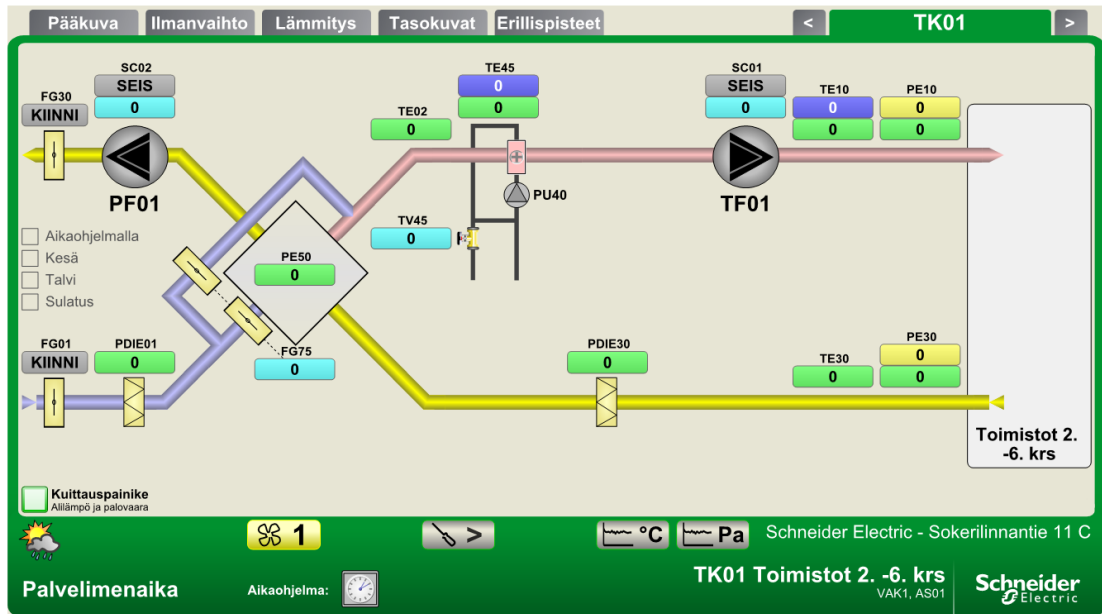 Pääkuva
Ilmanvaihto
Lämmitys
Tasokuvat
Erillispisteet
<
TK01
>
SC02
SEIS
0
FG30
KIINNI
PF01
TE45
0
0
TE02
0
SC01
SEIS
0
TF01
TE10
0
0
PE10
0
0
PU40
TV45
0
PE50
0
Aikaohjelmalla
Kesä
Talvi
Sulatus
FG01
KIINNI
PDIE01
0
FG75
0
PDIE30
0
TE30
0
PE30
0
0
Toimistot 2.
-6. krs
Kuittauspainike
Alilämpö ja palovaara
1
>
°C
Pa
Schneider Electric - Sokerilinnantie 11 C
Palvelimenaika
Aikaohjelma:
TK01 Toimistot 2. -6. krs
VAK1, AS01
Schneider
Electric